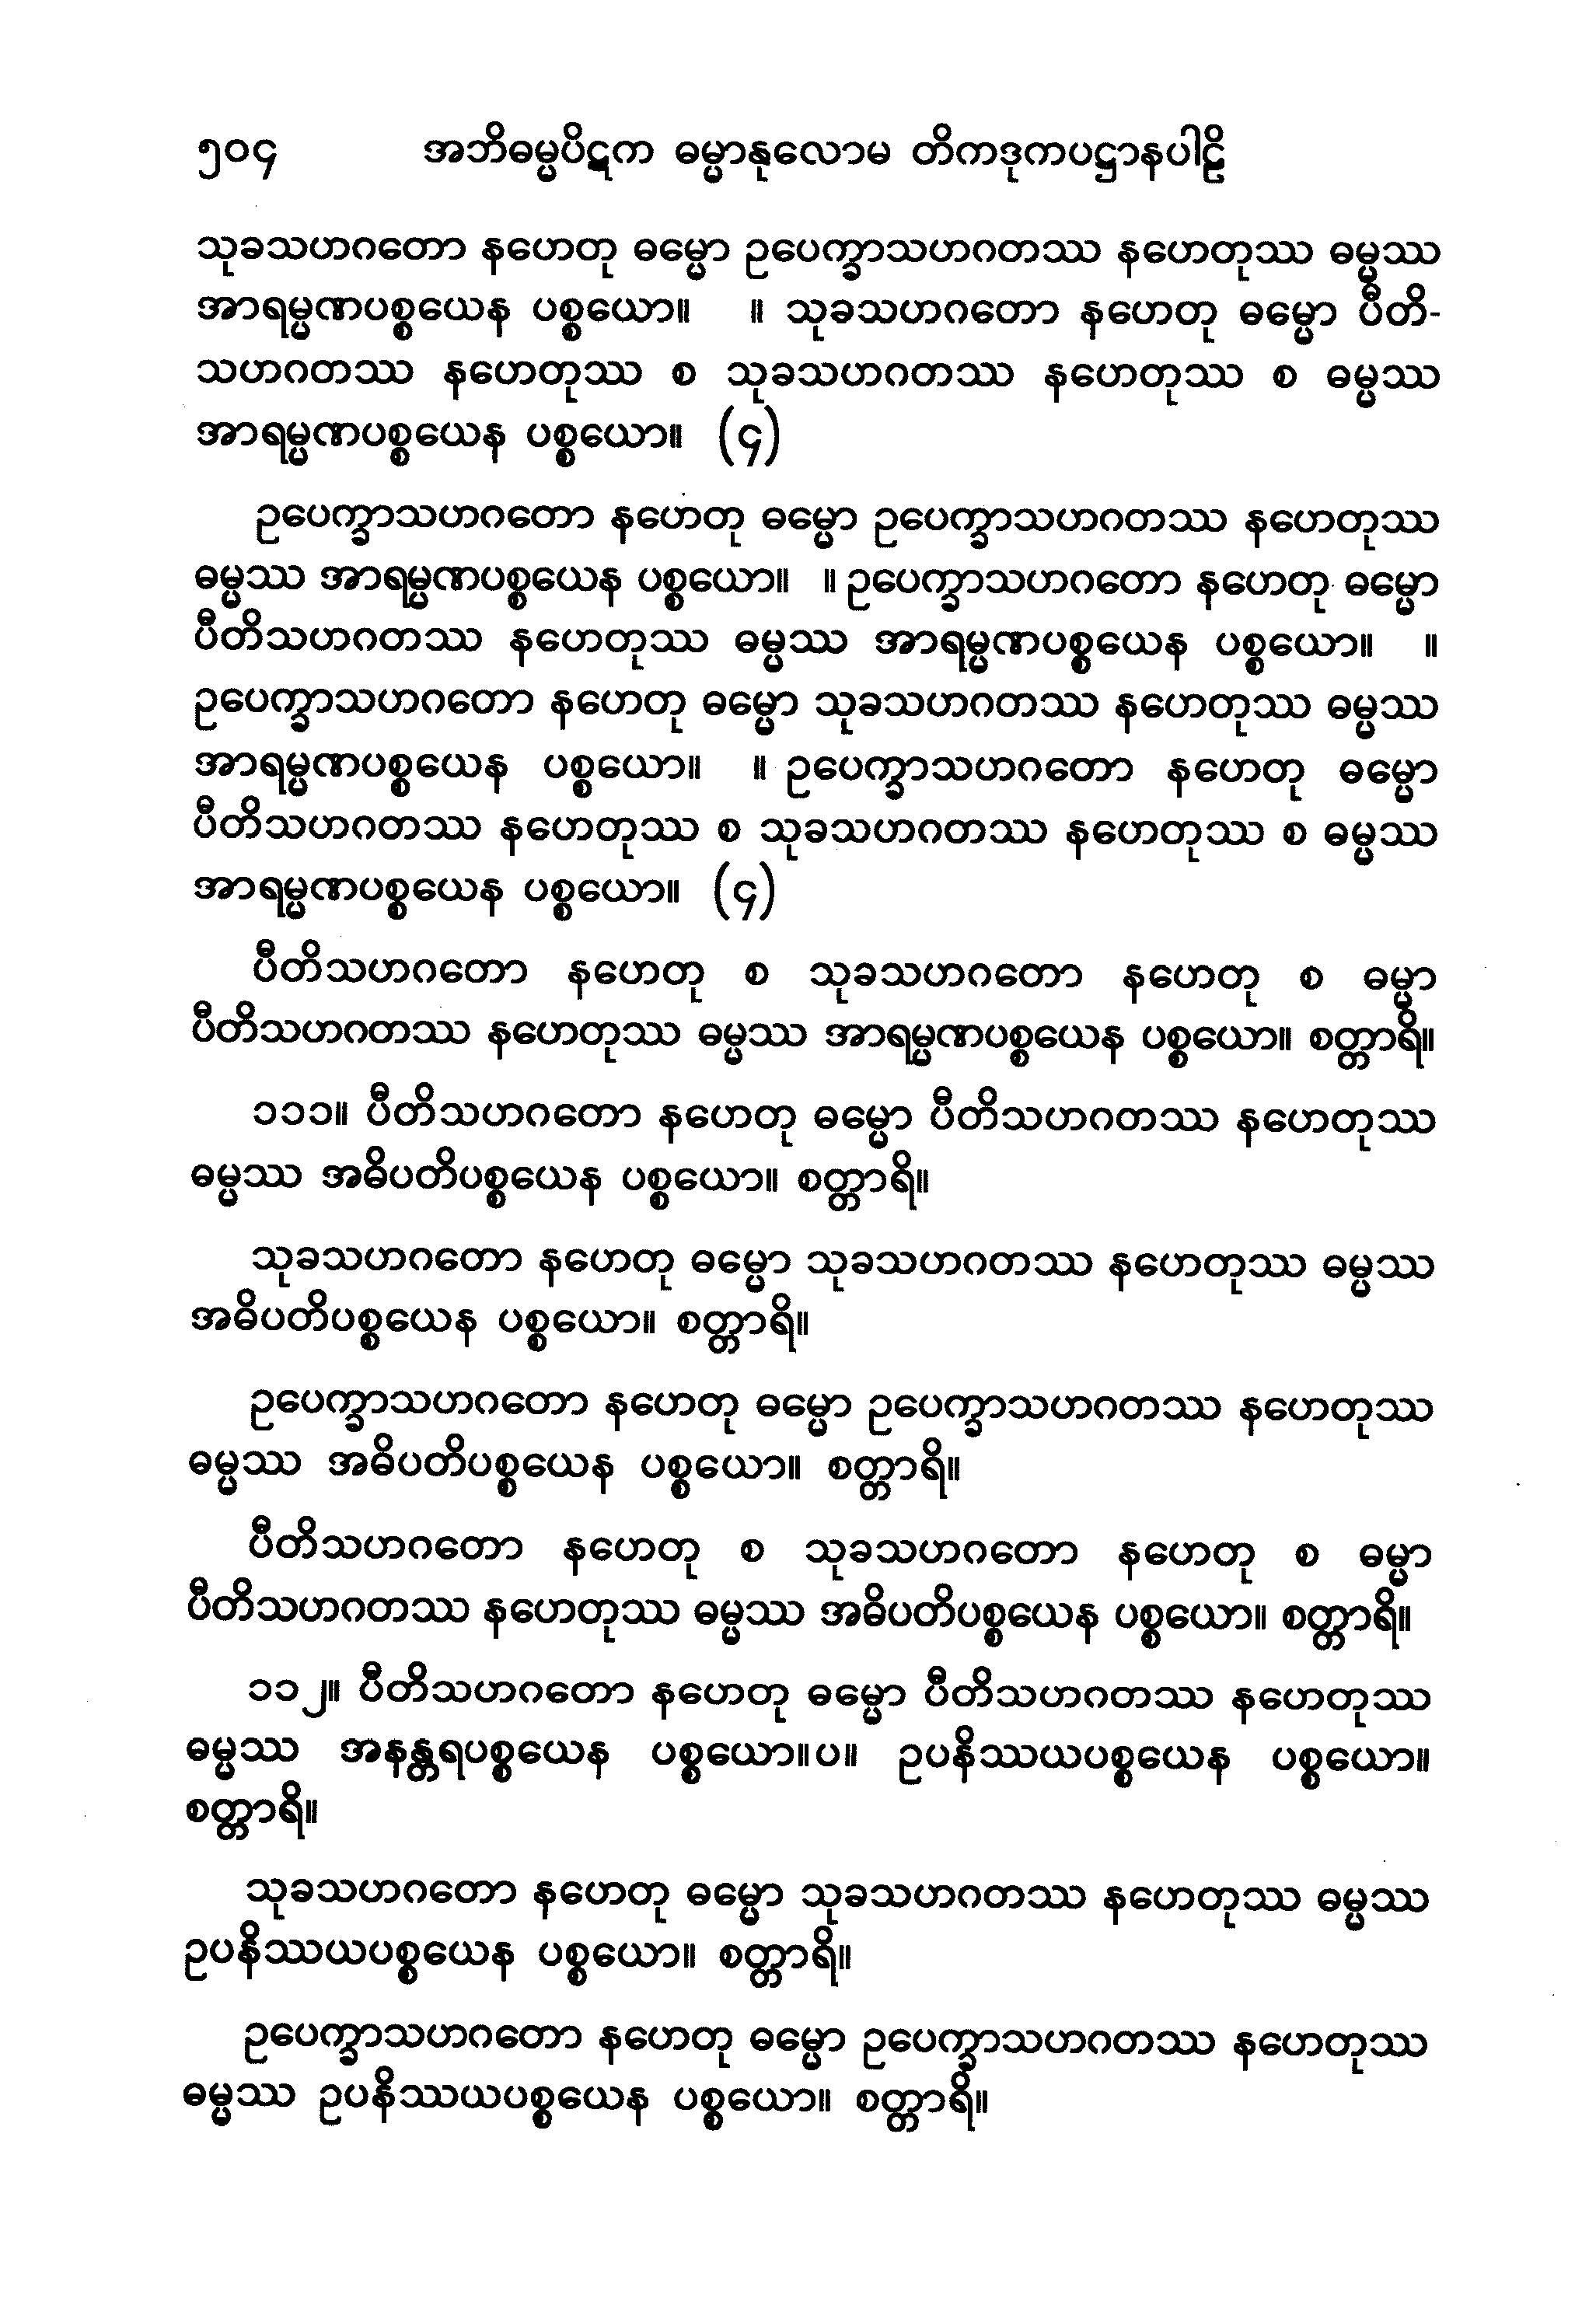 ၅၀၄ အဘိဓမ္မပိဋက ဓမ္မာနုလောမ တိကဒုကပဋ္ဌာနပါဠိ
သုခသဟဂတော နဟေတု ဓမ္မော ဥပေက္ခာသဟဂတဿ နဟေတုဿ ဓမ္မဿ
အာရမ္မဏပစ္စယေန ပစ္စယော။ ။ သုခသဟဂတော နဟေတု ဓမ္မော ပီတိ-
သဟဂတဿ နဟေတုဿ စ သုခသဟဂတဿ နဟေတုဿ စ ဓမ္မဿ
အာရမ္မဏပစ္စယေန ပစ္စယော။ (၄)
ဥပေက္ခာသဟဂတော နဟေတု ဓမ္မော ဥပေက္ခာသဟဂတဿ နဟေတုဿ
ဓမ္မဿ အာရမ္မဏပစ္စယေန ပစ္စယော။ ။ ဥပေက္ခာသဟဂတော နဟေတု ဓမ္မော
ပီတိသဟဂတဿ နဟေတုဿ ဓမ္မဿ အာရမ္မဏပစ္စယေန ပစ္စယော။ ။
ဥပေက္ခာသဟဂတော နဟေတု ဓမ္မော သုခသဟဂတဿ နဟေတုဿ ဓမ္မဿ
အာရမ္မဏပစ္စယေန ပစ္စယော။ ။ ဥပေက္ခာသဟဂတော နဟေတု ဓမ္မော
ပီတိသဟဂတဿ နဟေတုဿ စ သုခသဟဂတဿ နဟေတုဿ စ ဓမ္မဿ
အာရမ္မဏပစ္စယေန ပစ္စယော။ (၄)
ပီတိသဟဂတော နဟေတု စ သုခသဟဂတော နဟေတု စ ဓမ္မာ
ပီတိသဟဂတဿ နဟေတုဿ ဓမ္မဿ အာရမ္မဏပစ္စယေန ပစ္စယော။ စတ္တာရိ။
၁၁၁။ ပီတိသဟဂတော နဟေတု ဓမ္မော ပီတိသဟဂတဿ နဟေတုဿ
ဓမ္မဿ အဓိပတိပစ္စယေန ပစ္စယော။ စတ္တာရိ။
သုခသဟဂတော နဟေတု ဓမ္မော သုခသဟဂတဿ နဟေတုဿ ဓမ္မဿ
အဓိပတိပစ္စယေန ပစ္စယော။ စတ္တာရိ။
ဥပေက္ခာသဟဂတော နဟေတု ဓမ္မော ဥပေက္ခာသဟဂတဿ နဟေတုဿ
ဓမ္မဿ အဓိပတိပစ္စယေန ပစ္စယော။ စတ္တာရိ။
ပီတိသဟဂတော နဟေတု စ သုခသဟဂတော နဟေတု စ ဓမ္မာ
ပီတိသဟဂတဿ နဟေတုဿ ဓမ္မဿ အဓိပတိပစ္စယေန ပစ္စယော။ စတ္တာရိ။
၁၁၂။ ပီတိသဟဂတော နဟေတု ဓမ္မော ပီတိသဟဂတဿ နဟေတုဿ
ဓမ္မဿ အနန္တရပစ္စယေန ပစ္စယော။ပ။ ဥပနိဿယပစ္စယေန ပစ္စယော။
စတ္တာရိ။
သုခသဟဂတော နဟေတု ဓမ္မော သုခသဟဂတဿ နဟေတုဿ ဓမ္မဿ
ဥပနိဿယပစ္စယေန ပစ္စယော။ စတ္တာရိ။
ဥပေက္ခာသဟဂတော နဟေတု ဓမ္မော ဥပေက္ခာသဟဂတဿ နဟေတုဿ
ဓမ္မဿ ဥပနိဿယပစ္စယေန ပစ္စယော။ စတ္တာရိ။